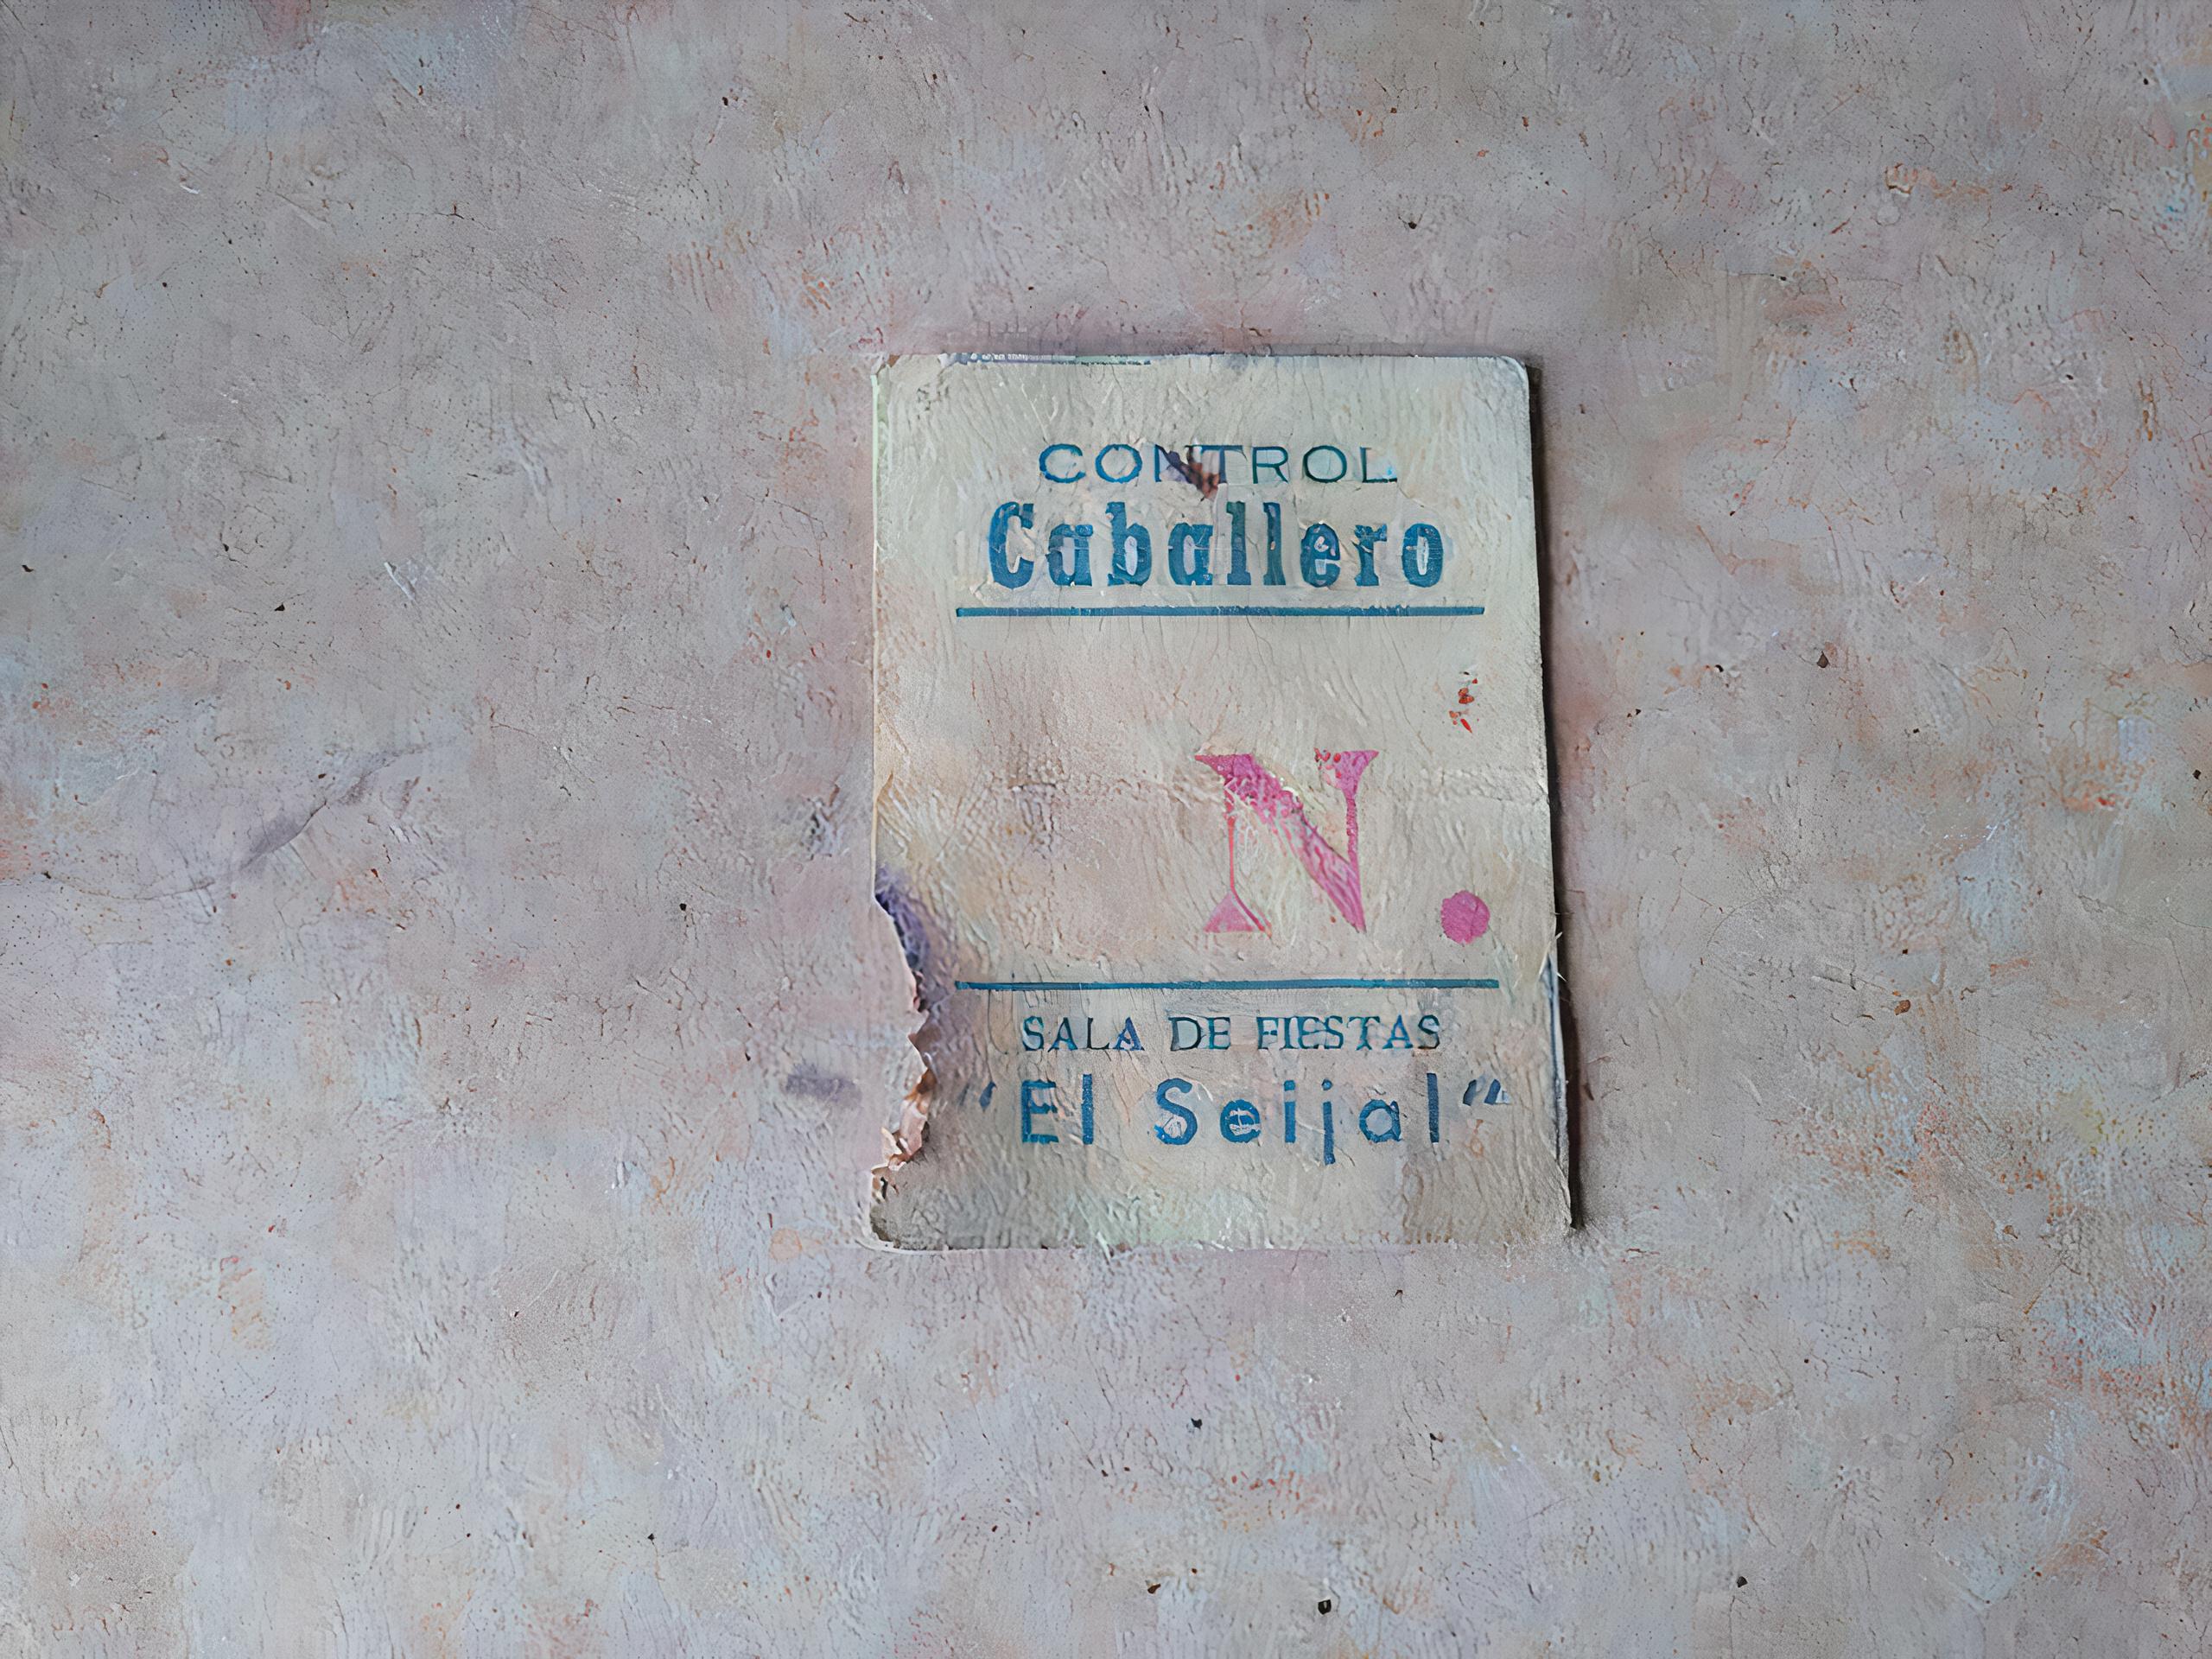 CONTROL
Caballero
N.
SALA DE FIESTAS
"El Seijal"